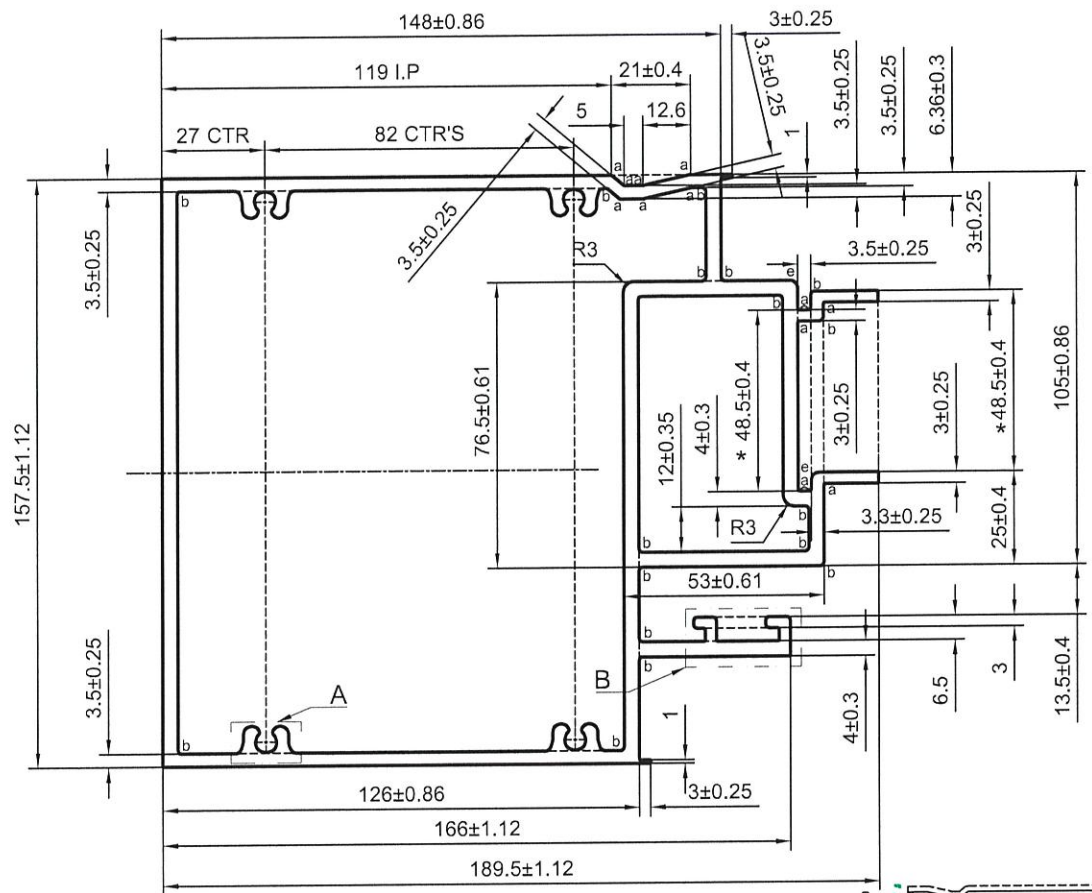 148±0.86
3±0.25
119 I.P
21±0.4
3.5±0.25
5
12.6
1
3.5±0.25
3.5±0.25
6.36±0.3
27 CTR
82 CTR'S
a
a
a
a
a
a
a
b
b
b
3.5±0.25
3.5±0.25
3±0.25
R3
3.5±0.25
b
b
e
b
b
a
a
a
b
157.5±1.12
76.5±0.61
12±0.35
4±0.3
* 48.5±0.4
3±0.25
3±0.25
*48.5±0.4
105±0.86
e
a
a
b
R3
b
3.3±0.25
25±0.4
b
53±0.61
b
b
3.5±0.25
A
B
1
4±0.3
6.5
3
13.5±0.4
b
b
b
126±0.86
3±0.25
166±1.12
189.5±1.12